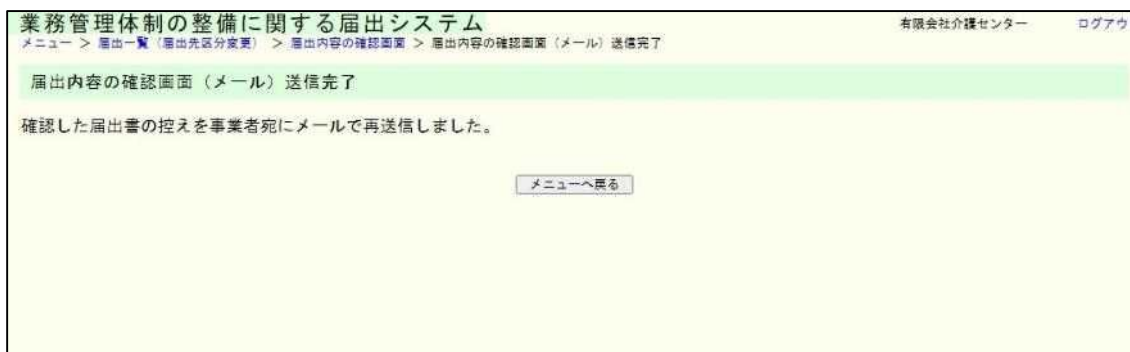 業務管理体制の整備に関する届出システム
有限会社介護センター
ログアウ
メニュー > 届出一覧（届出先区分変更） > 届出内容の確認画面 > 届出内容の確認画面（メール）送信完了
届出内容の確認画面（メール）送信完了
確認した届出書の控えを事業者宛にメールで再送信しました。
メニューへ戻る